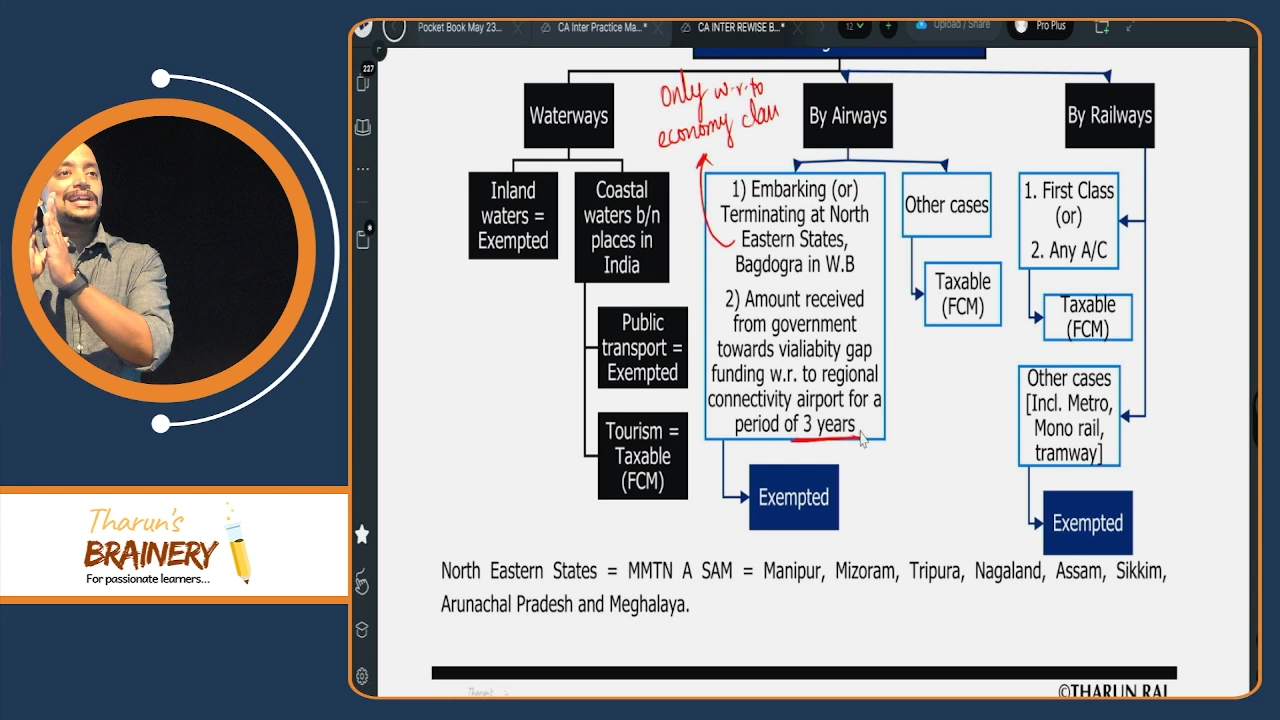 Pocket Book May 23...
CA Inter Practice Ma...*
CA INTER REWISE B...*
12
Upload / Share
Pro Plus
227
Only w.r.to
economy class
Waterways
By Airways
By Railways
Inland
waters =
Exempted
Coastal
waters b/n
places in
India
Public
transport =
Exempted
Tourism =
Taxable
(FCM)
1) Embarking (or)
Terminating at North
Eastern States,
Bagdogra in W.B
2) Amount received
from government
towards vialiabity gap
funding w.r. to regional
connectivity airport for a
period of 3 years
Exempted
Other cases
Taxable
(FCM)
1. First Class
(or)
2. Any A/C
Taxable
(FCM)
Other cases
[Incl. Metro,
Mono rail,
tramway]
Exempted
North Eastern States = MMTN A SAM = Manipur, Mizoram, Tripura, Nagaland, Assam, Sikkim,
Arunachal Pradesh and Meghalaya.
©THARUN RAJ
Tharun's
BRAINERY
For passionate learners...